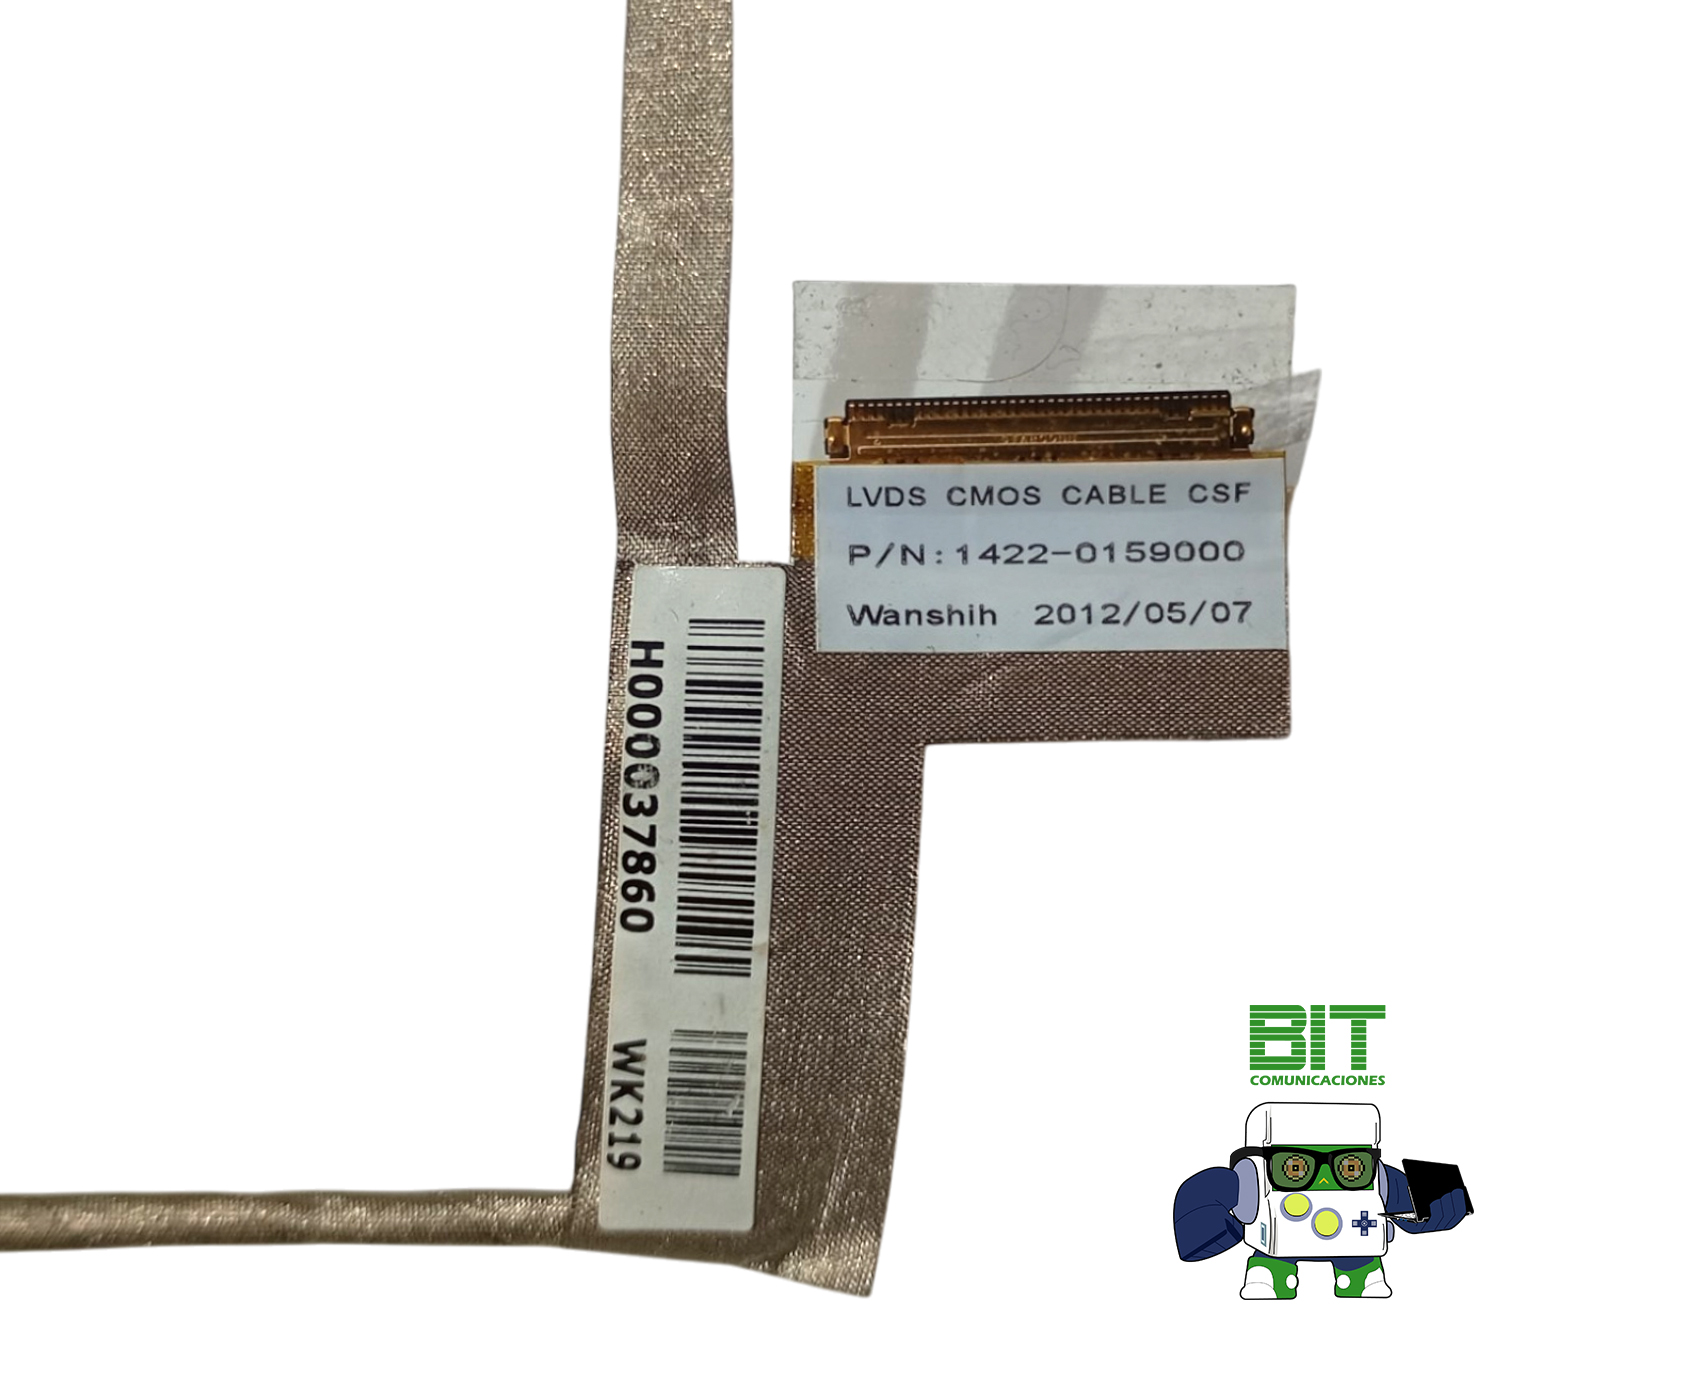 LVDS CMOS CABLE CSF
P/N:1422-0159000
Wanshih 2012/05/07
H000037860
WK219
BIT
COMUNICACIONES